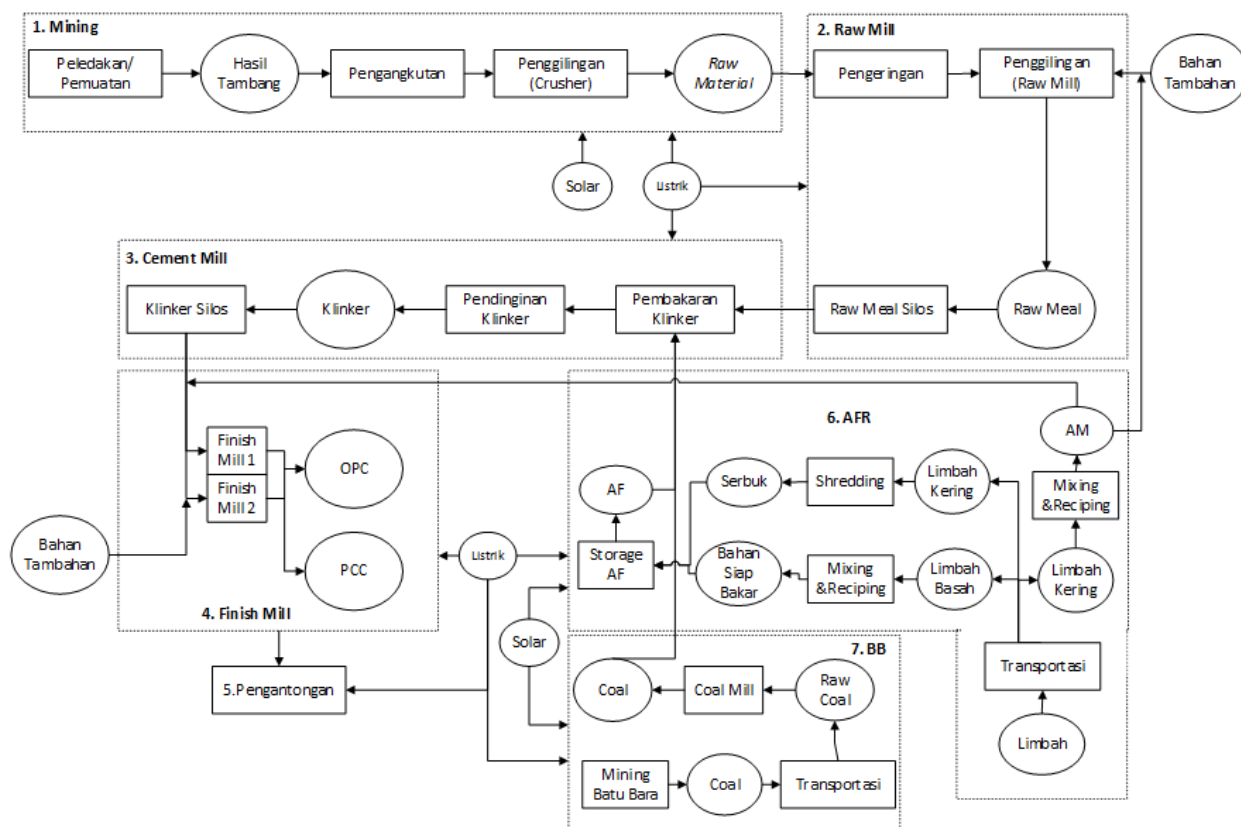 1. Mining
Peledakan/
Pemuatan
Hasil
Tambang
Pengangkutan
Penggilingan
(Crusher)
Raw
Material
2. Raw Mill
Pengeringan
Penggilingan
(Raw Mill)
Bahan
Tambahan
Solar
Listrik
3. Cement Mill
Klinker Silos
Klinker
Pendinginan
Klinker
Pembakaran
Klinker
Raw Meal Silos
Raw Meal
Finish
Mill 1
Finish
Mill 2
OPC
PCC
Bahan
Tambahan
4. Finish Mill
5.Pengantongan
Listrik
Solar
6. AFR
AM
AF
Serbuk
Shredding
Limbah
Kering
Mixing
&Reciping
Storage
AF
Bahan
Siap
Bakar
Mixing
&Reciping
Limbah
Basah
Limbah
Kering
Transportasi
Limbah
7. BB
Coal
Coal Mill
Raw
Coal
Mining
Batu Bara
Coal
Transportasi